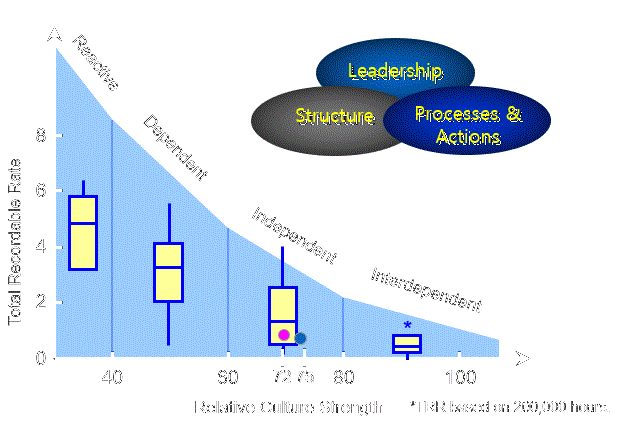 Reactive
Dependent
Independent
Interdependent
Leadership
Structure
Processes &
Actions
Total Recordable Rate
8
6
4
2
0
40
60
72
75
80
100
Relative Culture Strength
*TRR based on 200,000 hours.
*